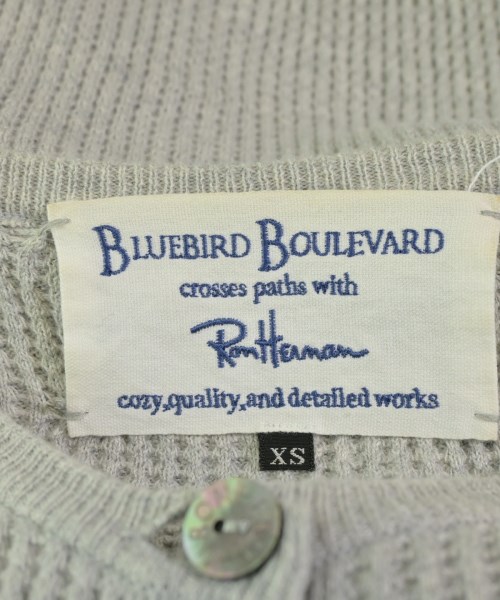 BLUEBIRD BOULEVARD
crosses paths with
Ron Herman
cozy,quality,and detailed works
XS